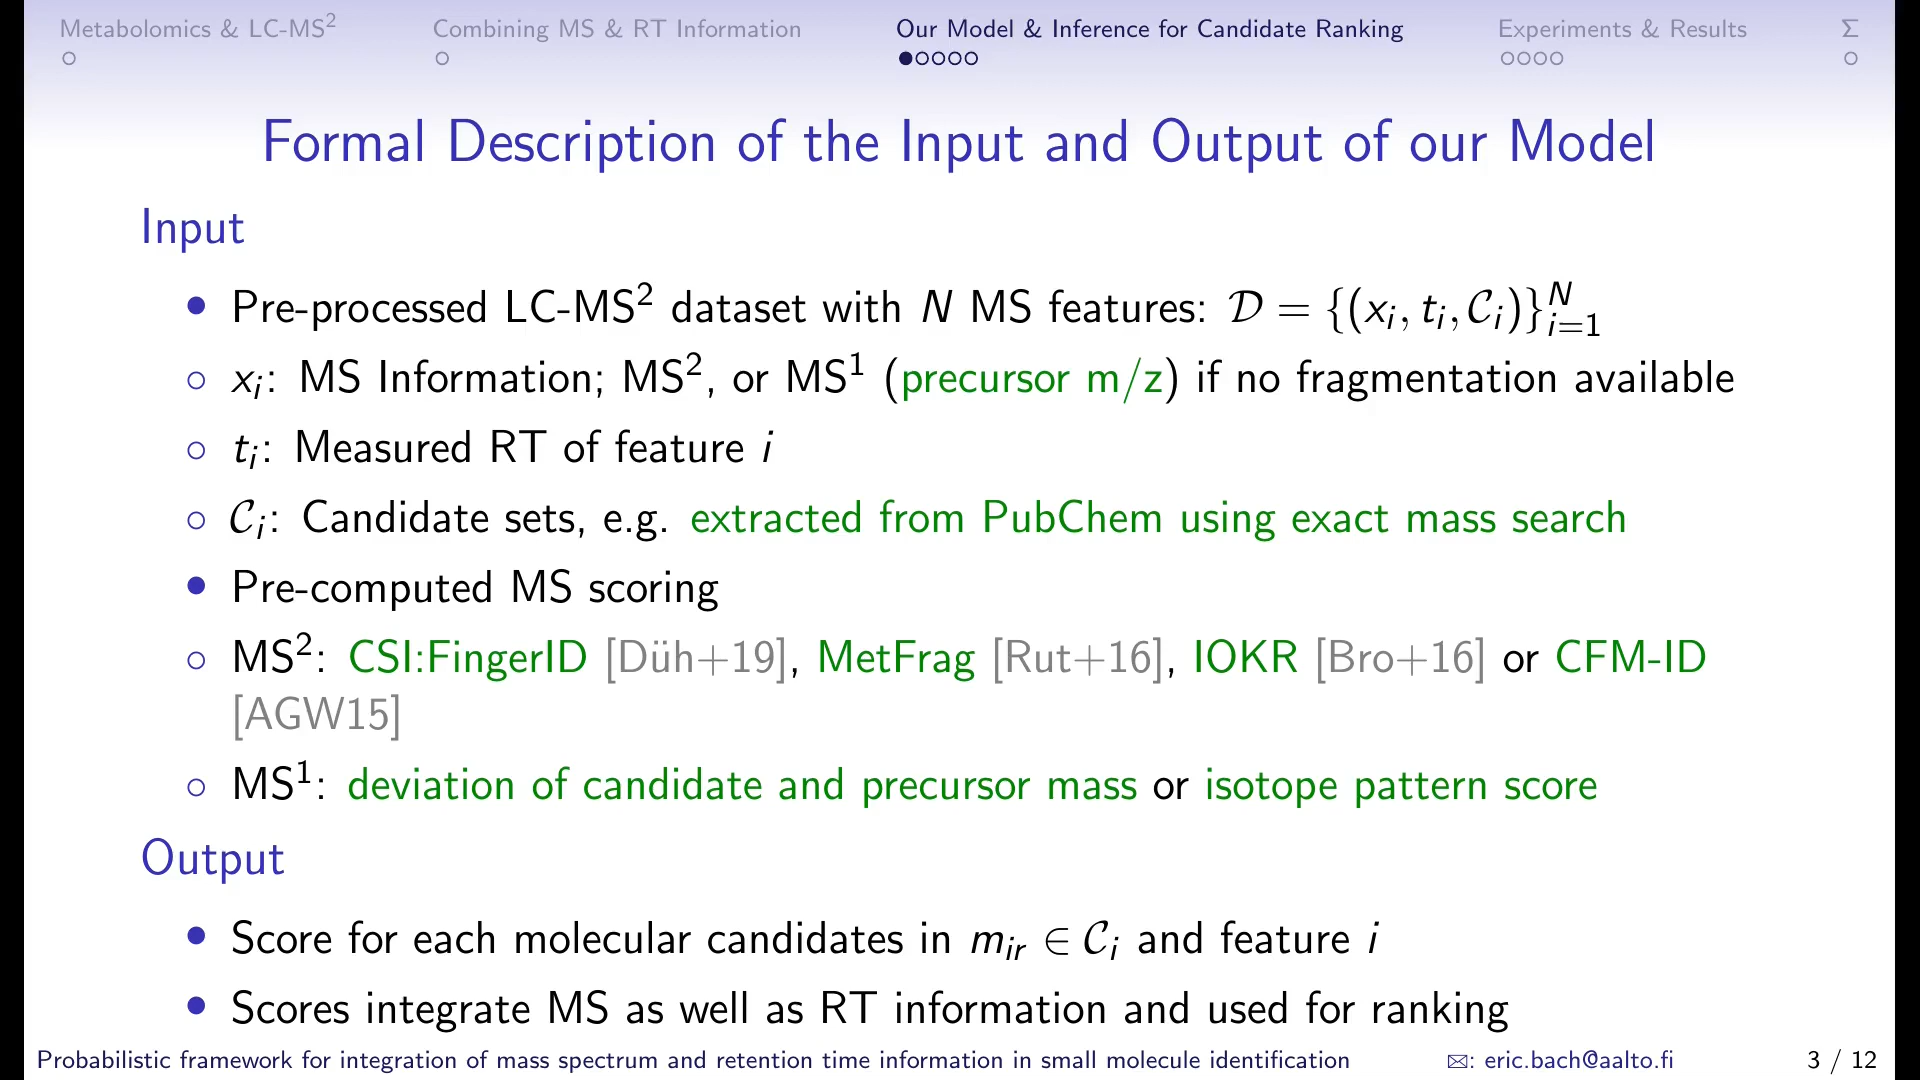 Metabolomics & LC-MS² Combining MS & RT Information Our Model & Inference for Candidate Ranking Experiments & Results Σ
Formal Description of the Input and Output of our Model
Input
• Pre-processed LC-MS² dataset with N MS features: 𝒟 = {(xᵢ, tᵢ, 𝒞ᵢ)}ᵢ₌₁ᴺ
○ xᵢ: MS Information; MS², or MS¹ (precursor m/z) if no fragmentation available
○ tᵢ: Measured RT of feature i
○ 𝒞ᵢ: Candidate sets, e.g. extracted from PubChem using exact mass search
• Pre-computed MS scoring
○ MS²: CSI:FingerID [Düh+19], MetFrag [Rut+16], IOKR [Bro+16] or CFM-ID
[AGW15]
○ MS¹: deviation of candidate and precursor mass or isotope pattern score
Output
• Score for each molecular candidates in mᵢᵣ ∈ 𝒞ᵢ and feature i
• Scores integrate MS as well as RT information and used for ranking
Probabilistic framework for integration of mass spectrum and retention time information in small molecule identification ✉: eric.bach@aalto.fi 3 / 12